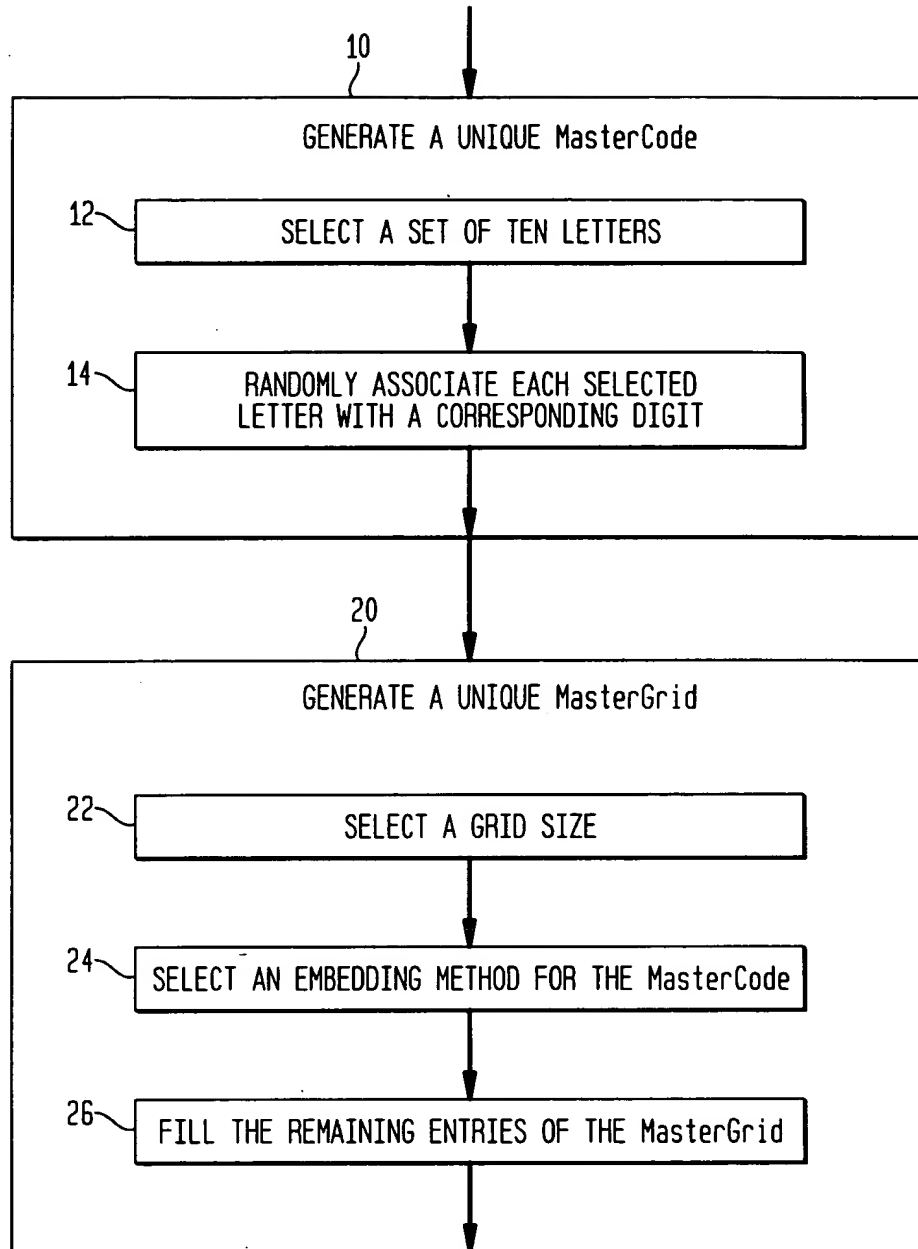 10
GENERATE A UNIQUE MasterCode
12
SELECT A SET OF TEN LETTERS
14
RANDOMLY ASSOCIATE EACH SELECTED
LETTER WITH A CORRESPONDING DIGIT
20
GENERATE A UNIQUE MasterGrid
22
SELECT A GRID SIZE
24
SELECT AN EMBEDDING METHOD FOR THE MasterCode
26
FILL THE REMAINING ENTRIES OF THE MasterGrid